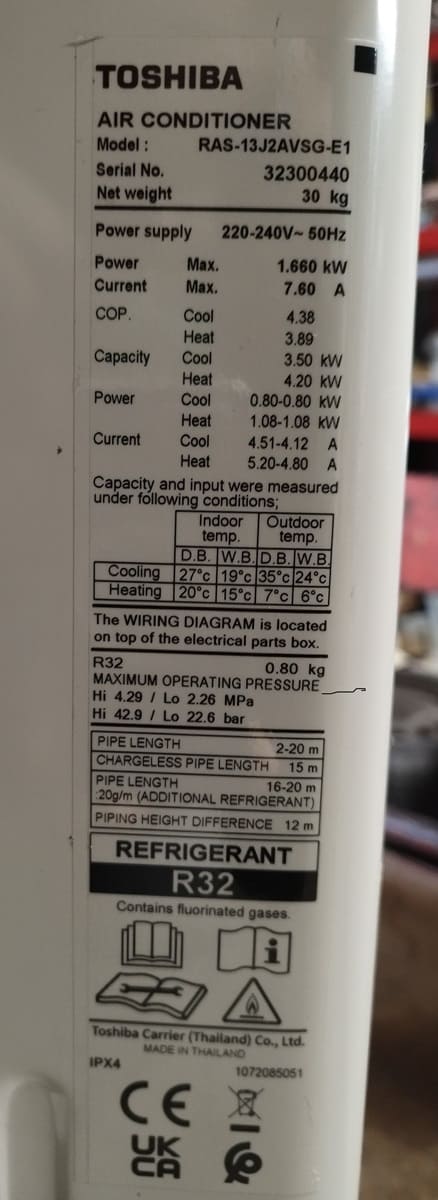 TOSHIBA
AIR CONDITIONER
Model : RAS-13J2AVSG-E1
Serial No. 32300440
Net weight 30 kg
Power supply 220-240V~ 50Hz
Power Max. 1.660 kW
Current Max. 7.60 A
COP. Cool 4.38
Heat 3.89
Capacity Cool 3.50 kW
Heat 4.20 kW
Power Cool 0.80-0.80 kW
Heat 1.08-1.08 kW
Current Cool 4.51-4.12 A
Heat 5.20-4.80 A
Capacity and input were measured
under following conditions;
Indoor temp. Outdoor temp.
D.B. W.B. D.B. W.B.
Cooling 27°c 19°c 35°c 24°c
Heating 20°c 15°c 7°c 6°c
The WIRING DIAGRAM is located
on top of the electrical parts box.
R32 0.80 kg
MAXIMUM OPERATING PRESSURE
Hi 4.29 / Lo 2.26 MPa
Hi 42.9 / Lo 22.6 bar
PIPE LENGTH 2-20 m
CHARGELESS PIPE LENGTH 15 m
PIPE LENGTH 16-20 m
:20g/m (ADDITIONAL REFRIGERANT)
PIPING HEIGHT DIFFERENCE 12 m
REFRIGERANT
R32
Contains fluorinated gases.
i
Toshiba Carrier (Thailand) Co., Ltd.
MADE IN THAILAND
IPX4 1072085051
CE
UK
CA